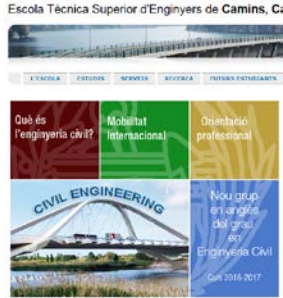 Escola Tècnica Superior d'Enginyers de Camins, Ca
L'ESCOLA ESTUDIS SERVEIS RECERCA FUTURS ESTUDIANTS
Què és
l'enginyeria civil?
Mobilitat
internacional
Orientació
professional
CIVIL ENGINEERING
Nou grup
en anglès
del grau
en
Enginyeria Civil
Curs 2016-2017